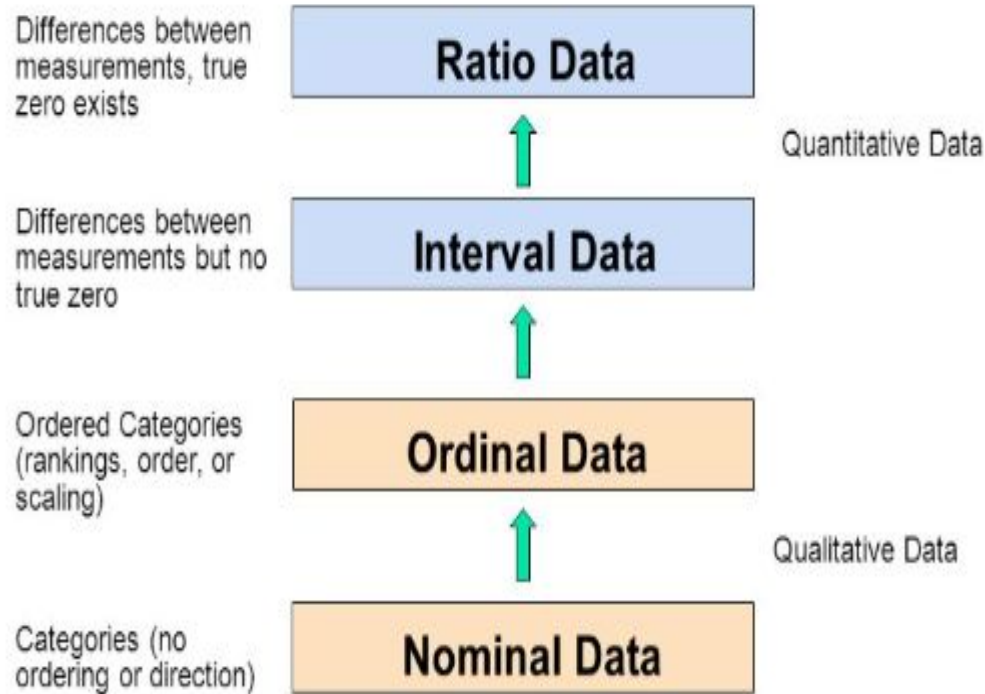 Differences between
measurements, true
zero exists
Ratio Data
Quantitative Data
Differences between
measurements but no
true zero
Interval Data
Ordered Categories
(rankings, order, or
scaling)
Ordinal Data
Qualitative Data
Categories (no
ordering or direction)
Nominal Data